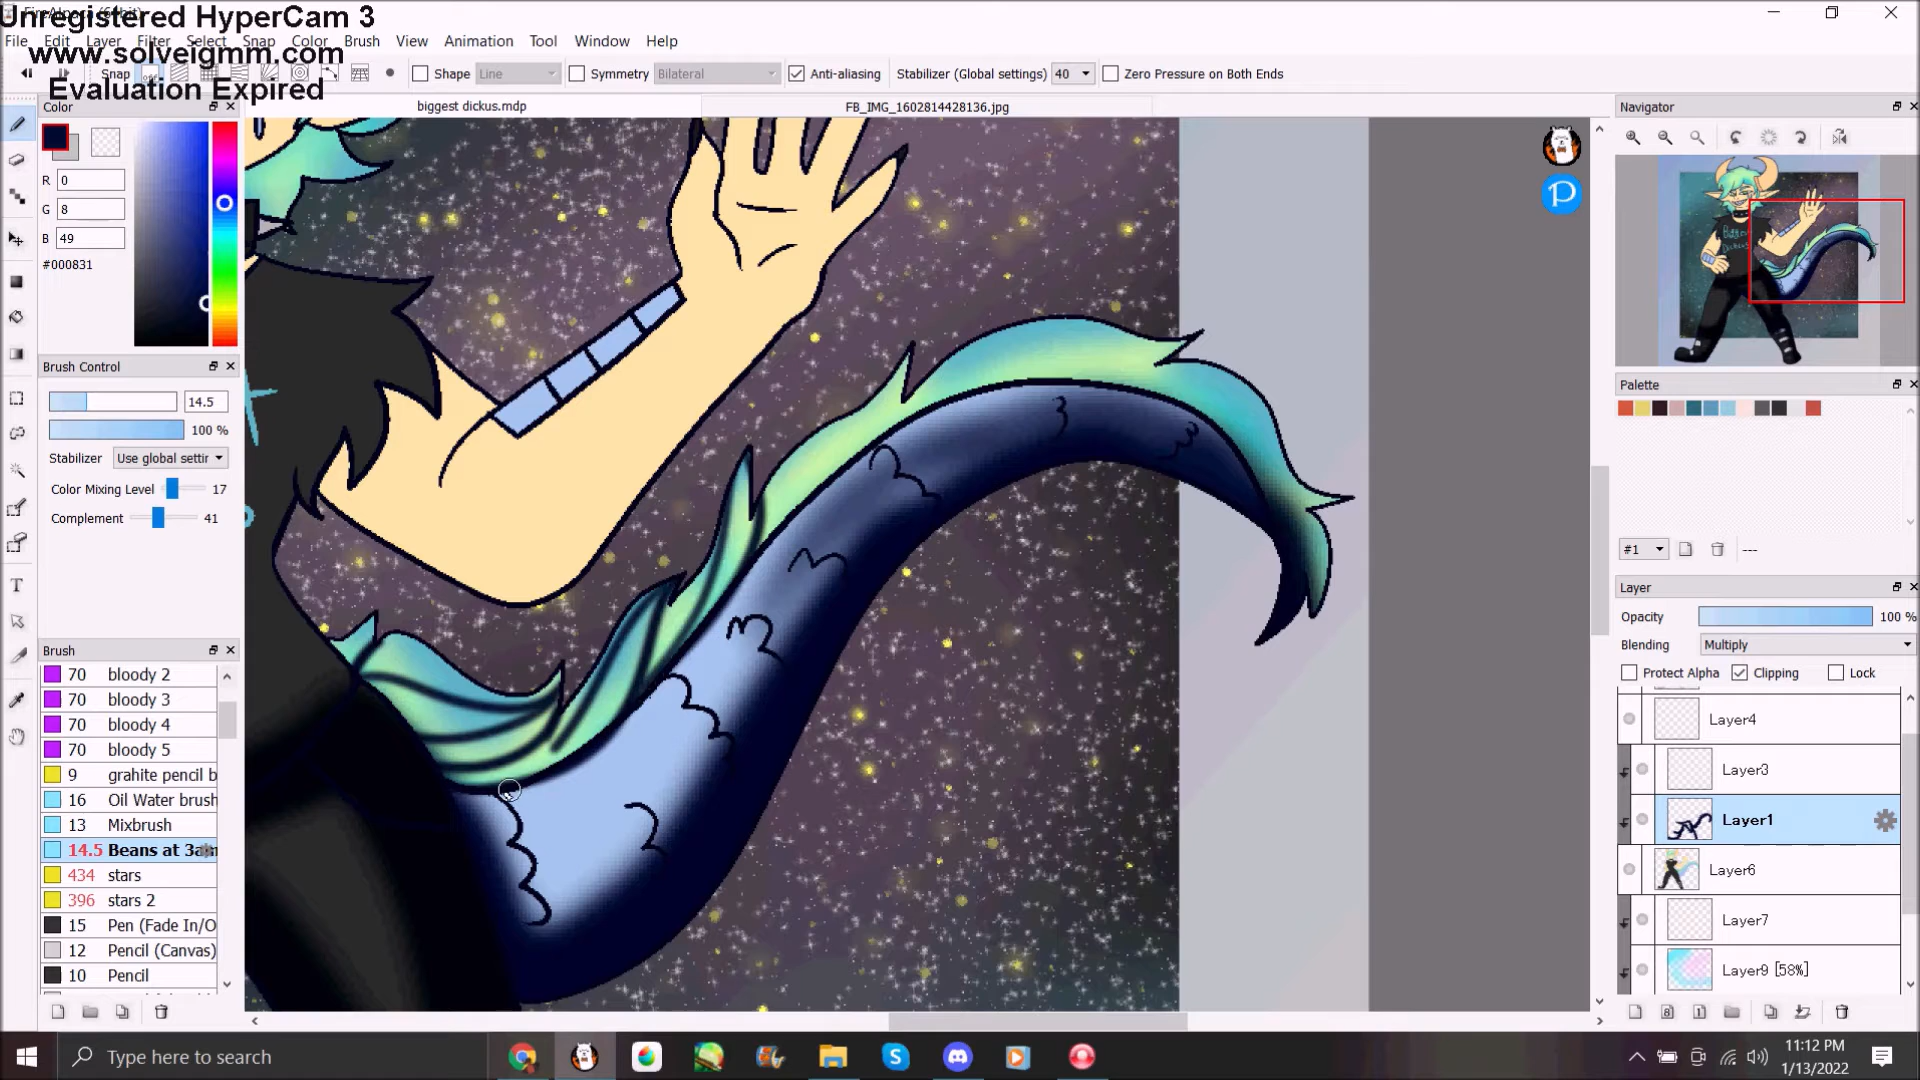 Unregistered HyperCam 3
www.solveigmm.com
Evaluation Expired
File Edit Layer Filter Select Snap Color Brush View Animation Tool Window Help
Snap Shape Line Symmetry Bilateral Anti-aliasing Stabilizer (Global settings) 40 Zero Pressure on Both Ends
biggest dickus.mdp FB_IMG_1602814428136.jpg
Color
R 0
G 8
B 49
#000831
Brush Control
14.5
100 %
Stabilizer Use global settir
Color Mixing Level 17
Complement 41
Brush
70 bloody 2
70 bloody 3
70 bloody 4
70 bloody 5
9 grahite pencil b
16 Oil Water brush
13 Mixbrush
14.5 Beans at 3am
434 stars
396 stars 2
15 Pen (Fade In/O
12 Pencil (Canvas)
10 Pencil
P
Navigator
Palette
#1 ---
Layer
Opacity 100 %
Blending Multiply
Protect Alpha Clipping Lock
Layer4
Layer3
Layer1
Layer6
Layer7
Layer9 [58%]
Type here to search
11:12 PM
1/13/2022